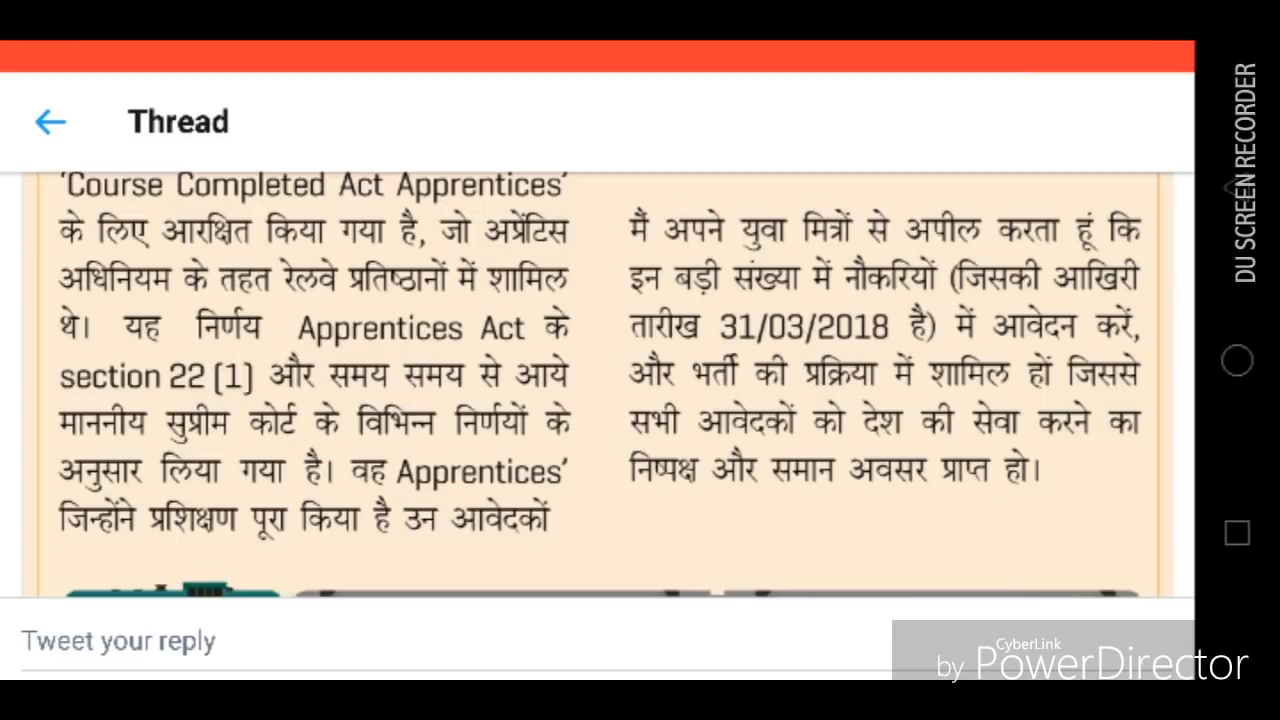 Thread
‘Course Completed Act Apprentices’
के लिए आरक्षित किया गया है, जो अप्रेंटिस
अधिनियम के तहत रेलवे प्रतिष्ठानों में शामिल
थे। यह निर्णय Apprentices Act के
section 22 (1) और समय समय से आये
माननीय सुप्रीम कोर्ट के विभिन्न निर्णयों के
अनुसार लिया गया है। वह Apprentices’
जिन्होंने प्रशिक्षण पूरा किया है उन आवेदकों
मैं अपने युवा मित्रों से अपील करता हूं कि
इन बड़ी संख्या में नौकरियों (जिसकी आखिरी
तारीख 31/03/2018 है) में आवेदन करें,
और भर्ती की प्रक्रिया में शामिल हों जिससे
सभी आवेदकों को देश की सेवा करने का
निष्पक्ष और समान अवसर प्राप्त हो।
Tweet your reply
DU SCREEN RECORDER
CyberLink
by PowerDirector